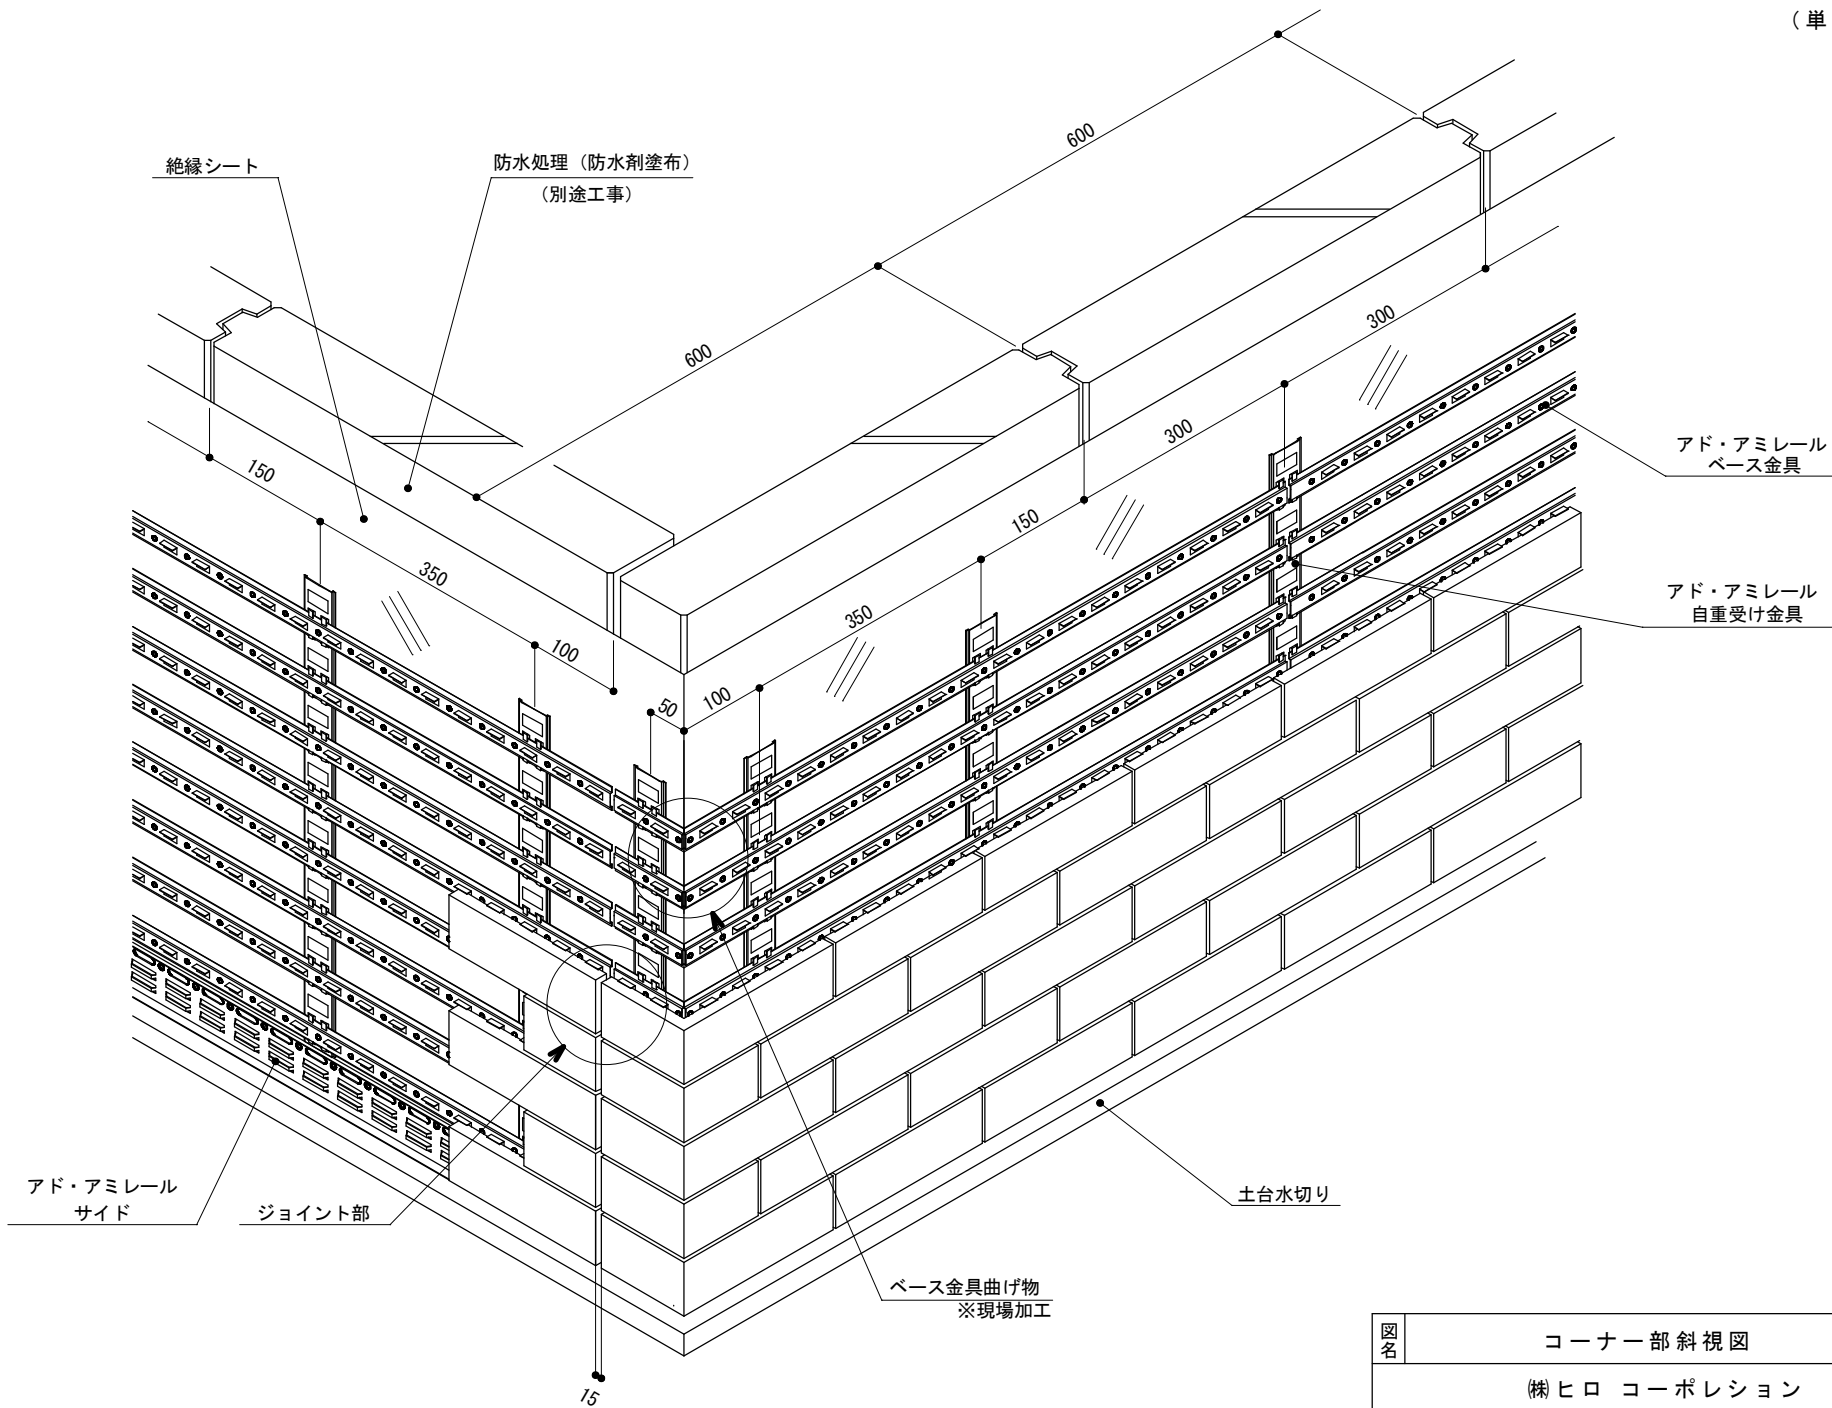 (単
600
絶縁シート
防水処理(防水剤塗布)
(別途工事)
600
300
300
150
150
350
350
100
100
50
アド・アミレール
ベース金具
アド・アミレール
自重受け金具
アド・アミレール
サイド
ジョイント部
土台水切り
ベース金具曲げ物
※現場加工
15
図名
コーナー部斜視図
㈱ヒロ コーポレション